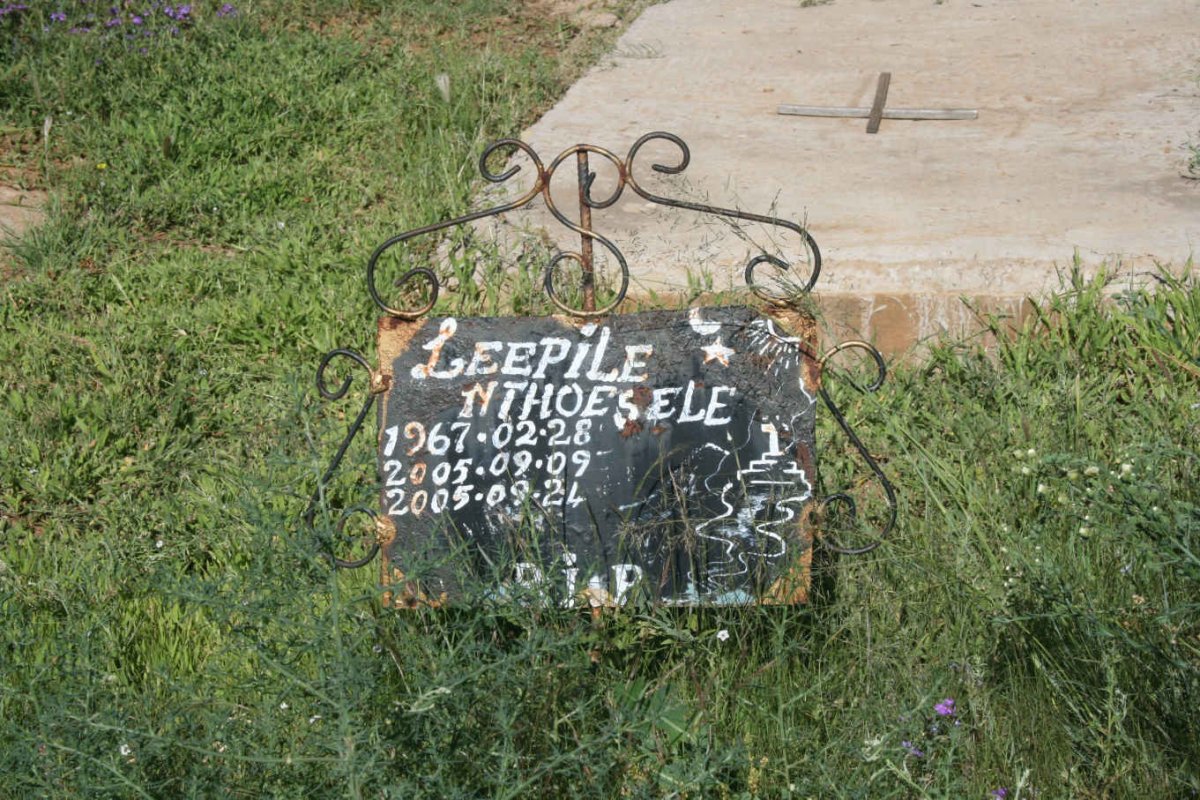 LEEPiLE
NTHOESELE
1967.02.28
2005.09.09
2005.09.24
R.i.P